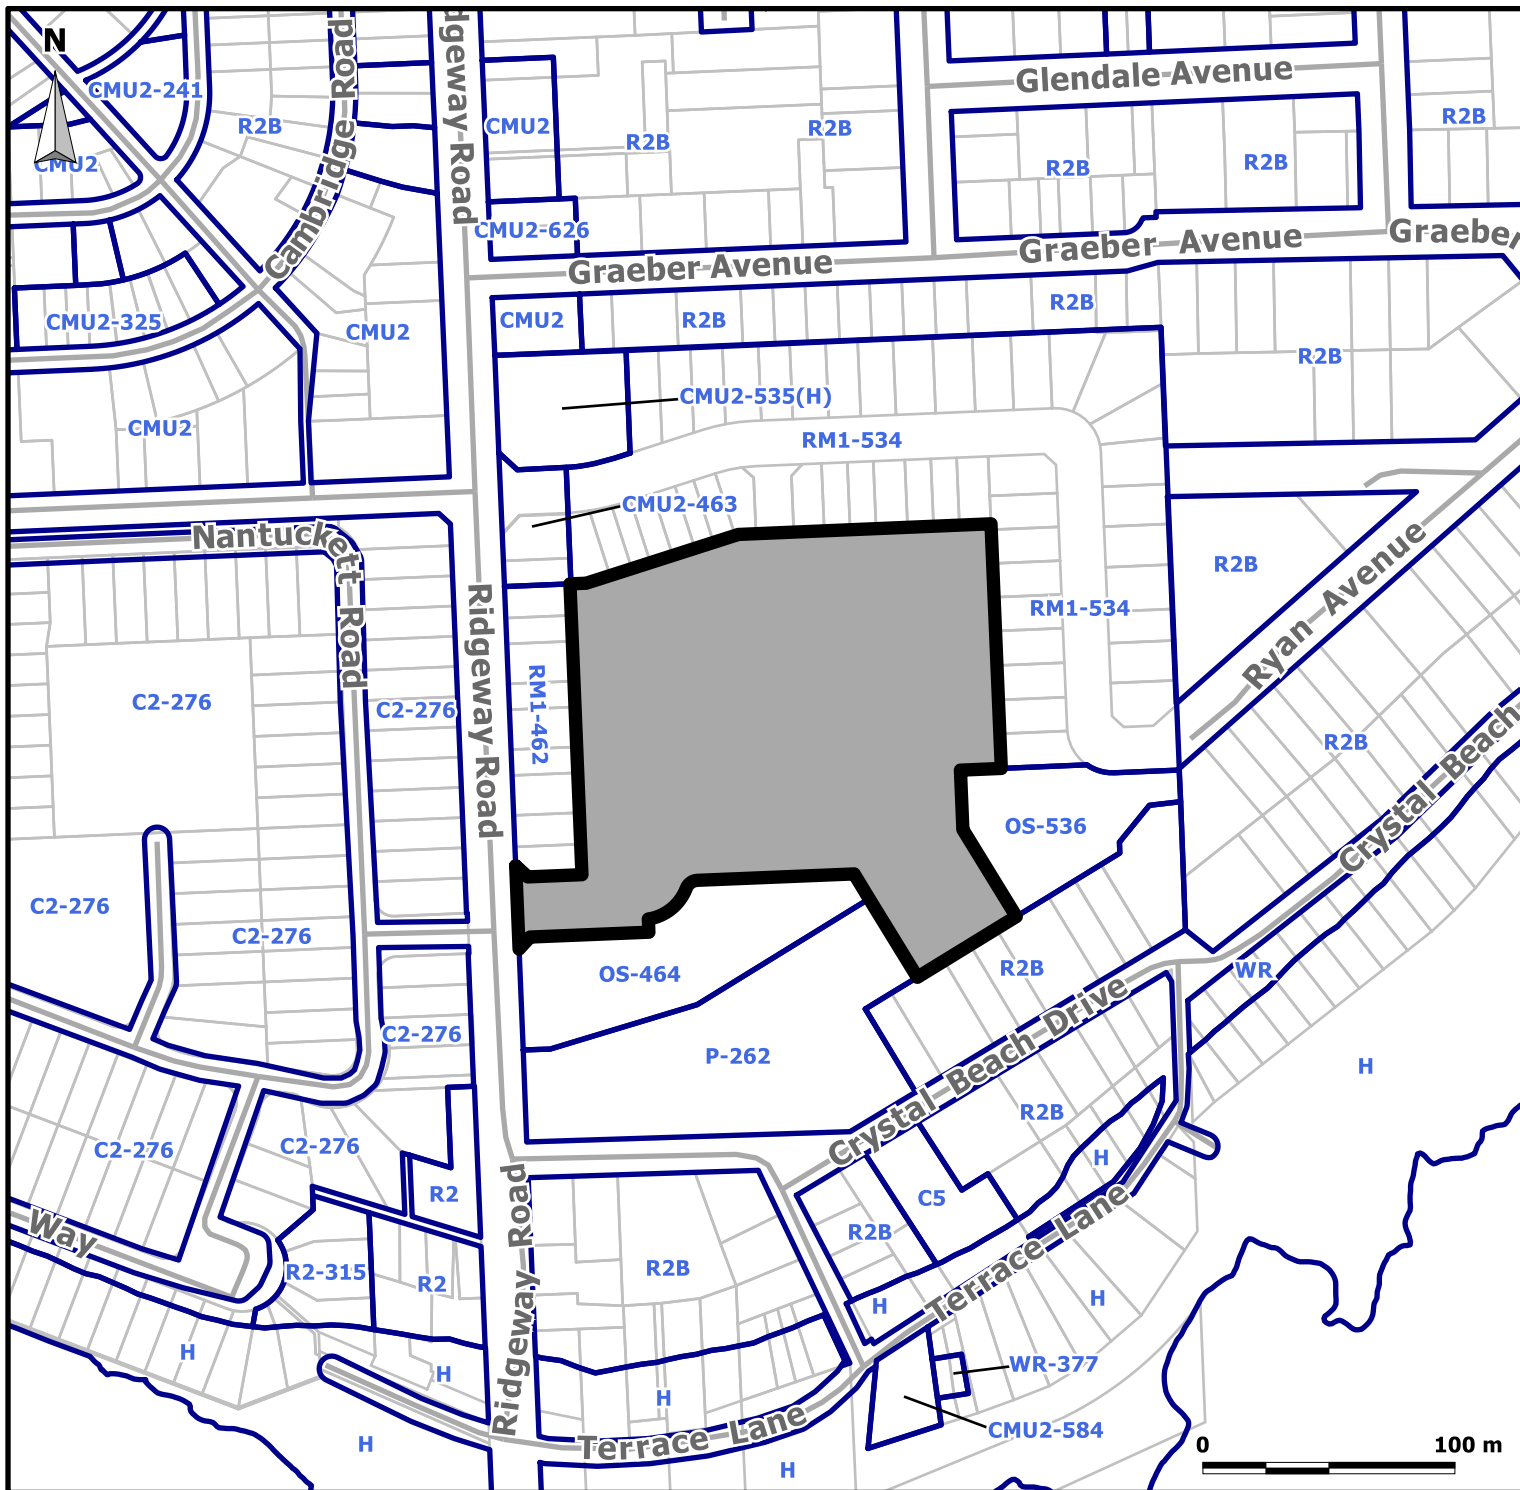 N
CMU2-241
R2B
CMU2
Cambridge Road
Ridgeway Road
CMU2
R2B
R2B
Glendale Avenue
R2B
R2B
R2B
CMU2-626
Graeber Avenue
Graeber Avenue
Graeber
CMU2-325
CMU2
CMU2
R2B
R2B
R2B
CMU2-535(H)
CMU2
RM1-534
CMU2-463
Nantuckett Road
R2B
Ryan Avenue
RM1-534
Ridgeway Road
RM1-462
C2-276
C2-276
R2B
Crystal Beach
OS-536
C2-276
C2-276
OS-464
R2B
WR
C2-276
P-262
H
Crystal Beach Drive
R2B
C2-276
C2-276
H
R2
C5
Way
R2B
R2-315
R2
R2B
Terrace Lane
H
H
Ridgeway Road
H
H
WR-377
H
CMU2-584
Terrace Lane
H
H
0
100 m